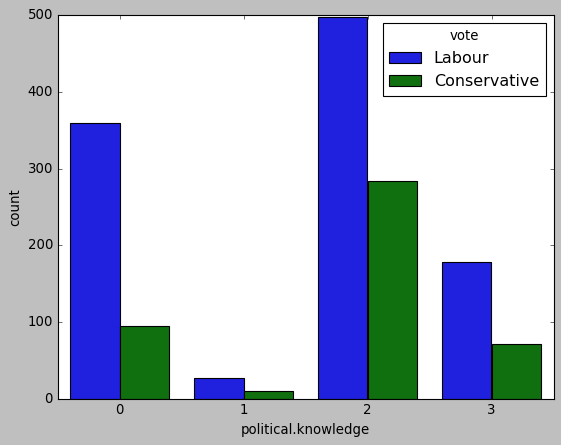 500
400
300
200
100
0
count
vote
Labour
Conservative
0 1 2 3
political.knowledge